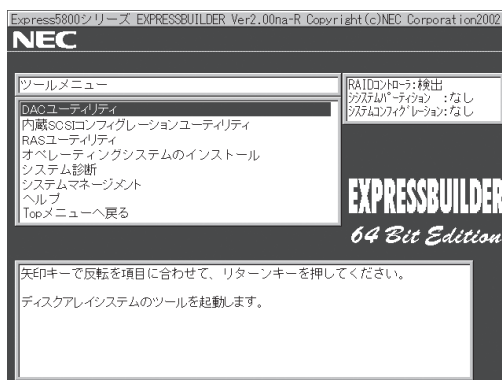 Express5800シリーズ EXPRESSBUILDER Ver2.00na-R Copyright(c)NEC Corporation2002
NEC
ツールメニュー
DACユーティリティ
内蔵SCSIコンフィグレーションユーティリティ
RASユーティリティ
オペレーティングシステムのインストール
システム診断
システムマネージメント
ヘルプ
Topメニューへ戻る
RAIDコントローラ:検出
システムパーティション :なし
システムコンフィグレーション:なし
EXPRESSBUILDER
64 Bit Edition
矢印キーで反転を項目に合わせて、リターンキーを押してください。
ディスクアレイシステムのツールを起動します。